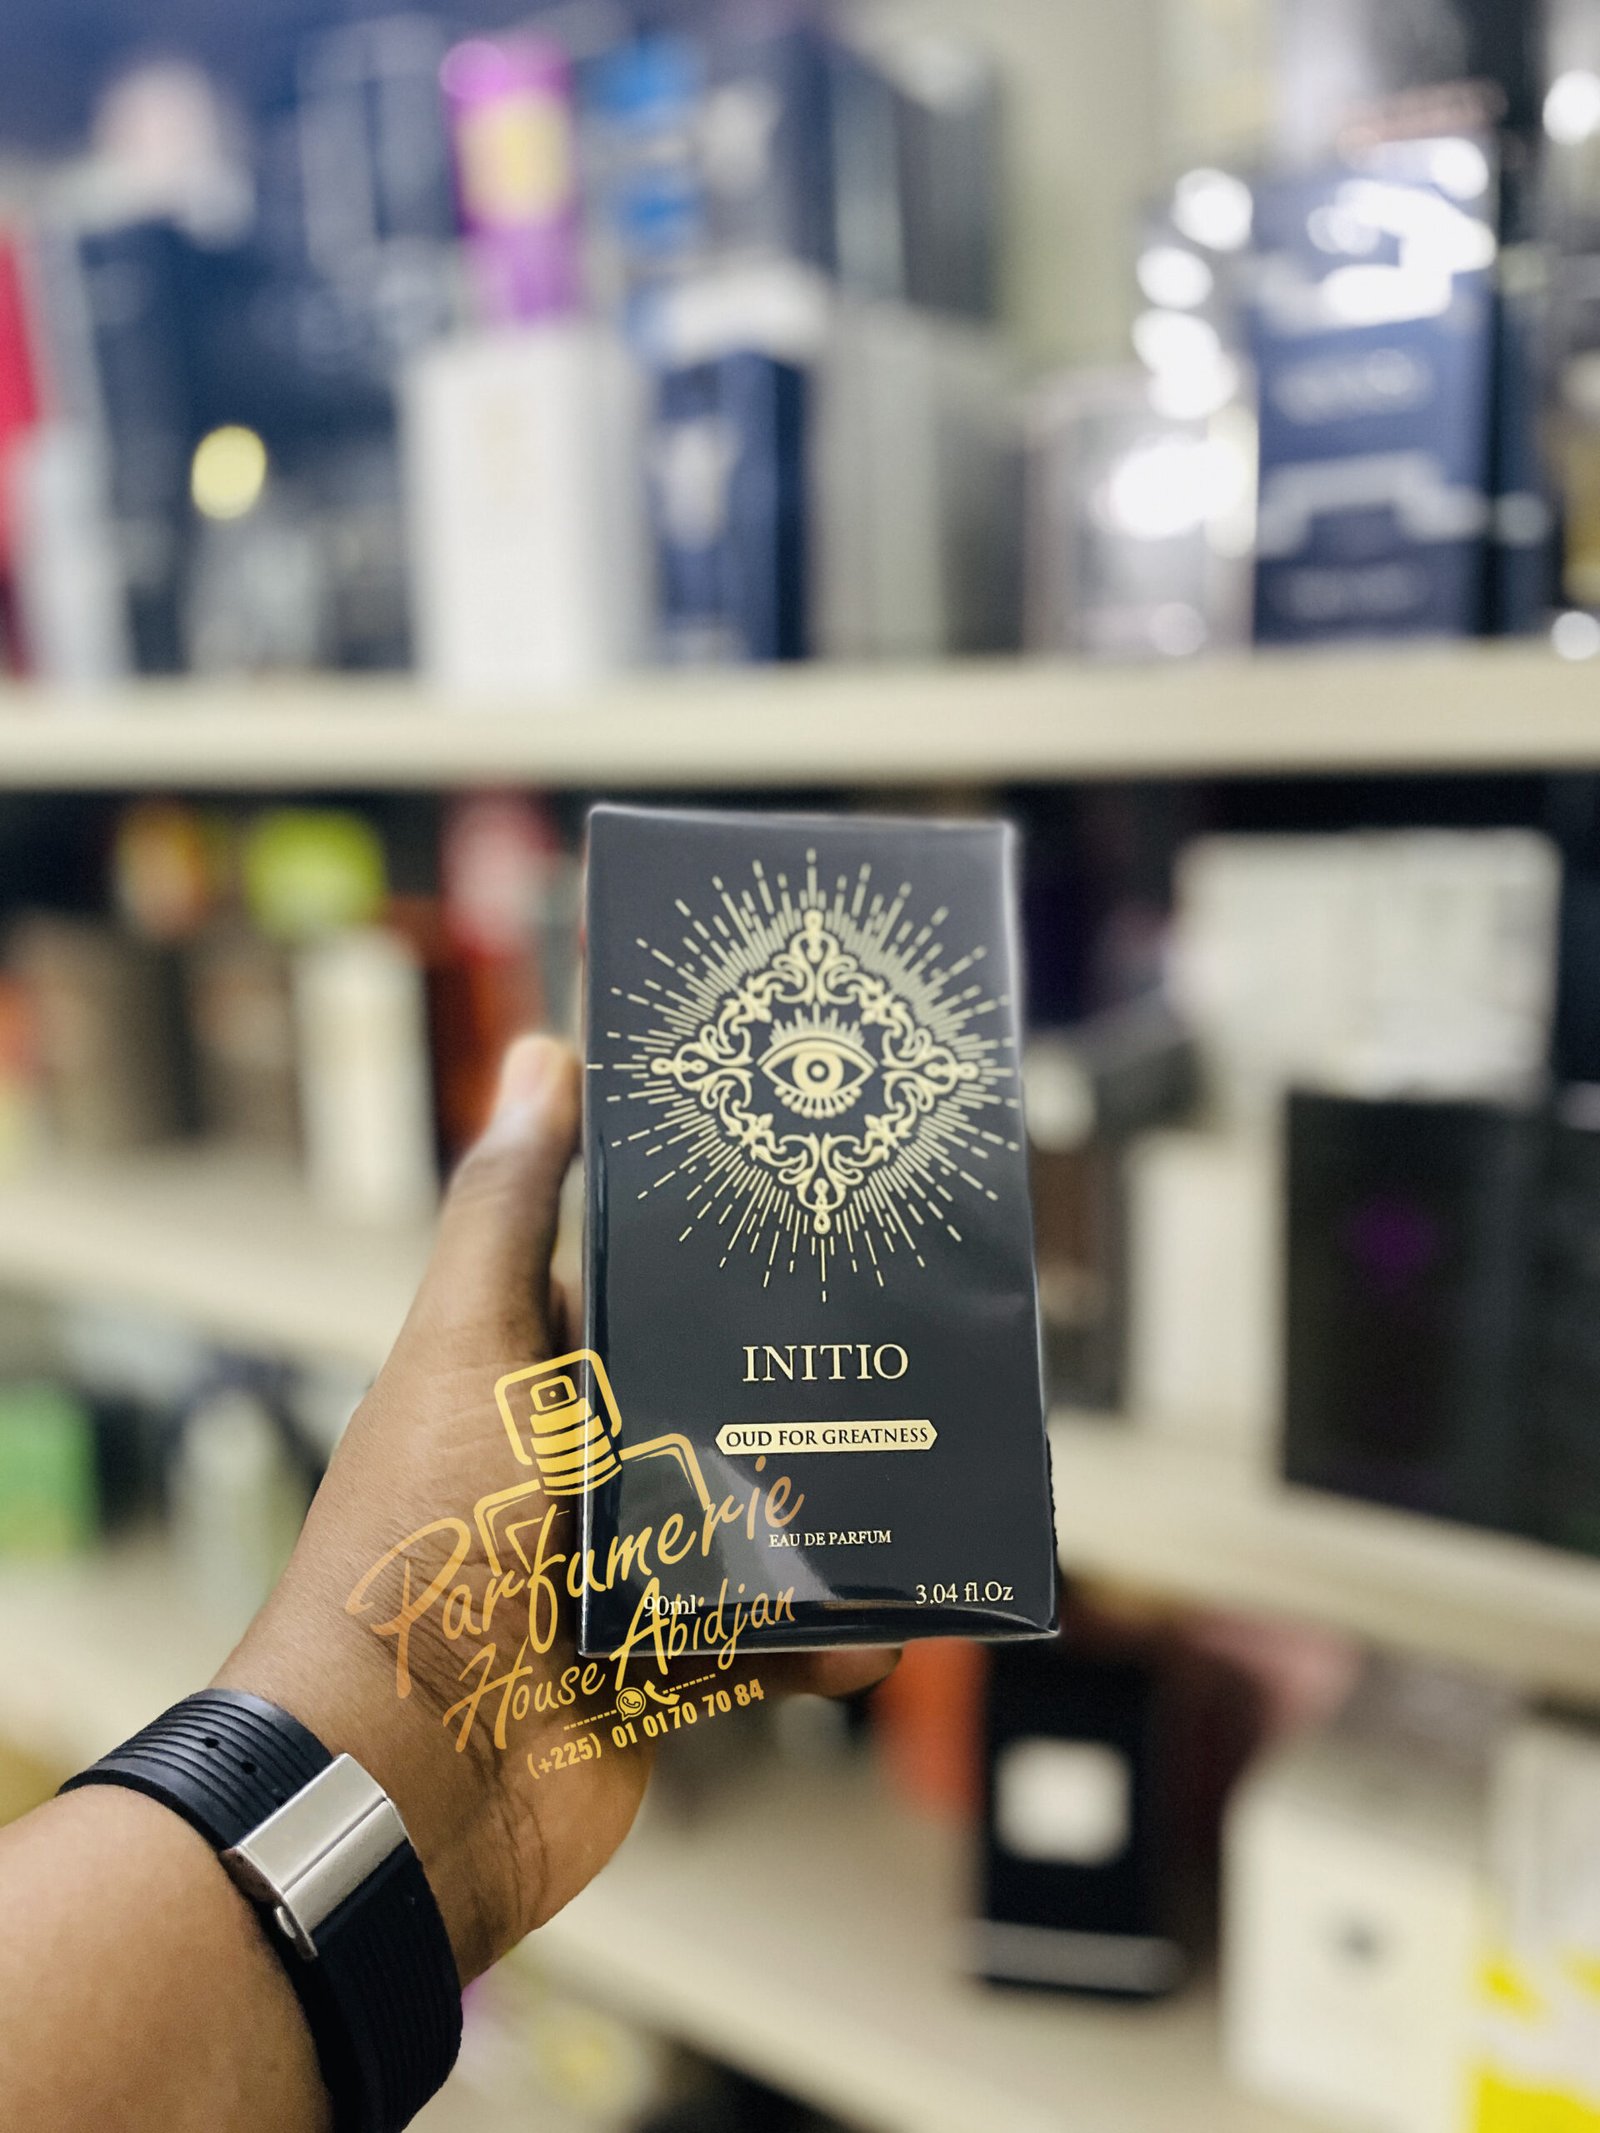 INITIO
OUD FOR GREATNESS
EAU DE PARFUM
90ml
3.04 fl.Oz
Parfumerie
House Abidjan
(+225) 01 01 70 70 84